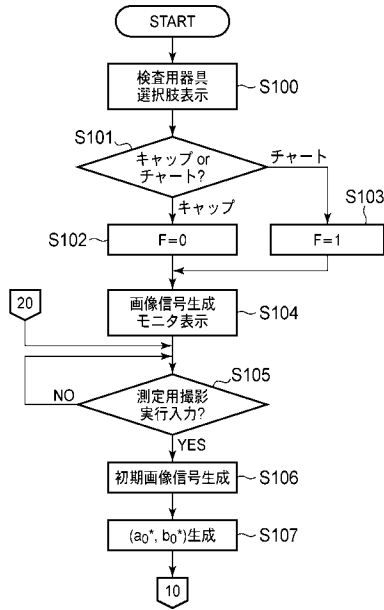 START
検査用器具
選択肢表示
S100
S101
キャップ or
チャート?
チャート
キャップ
S103
S102
F=0
F=1
20
画像信号生成
モニタ表示
S104
S105
測定用撮影
実行入力?
NO
YES
初期画像信号生成
S106
(a₀*, b₀*)生成
S107
10